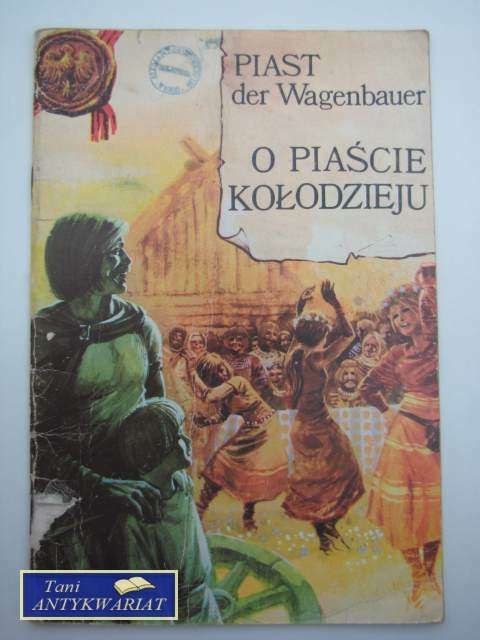 PIAST
der Wagenbauer
O PIAŚCIE
KOŁODZIEJU
Tani
ANTYKWARIAT